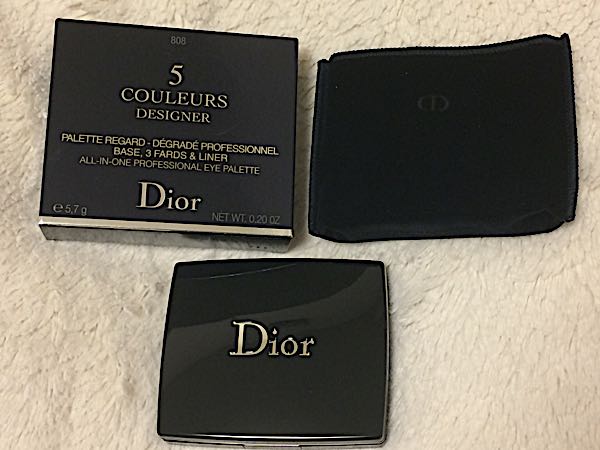 808
5
COULEURS
DESIGNER
PALETTE REGARD - DÉGRADÉ PROFESSIONNEL
BASE, 3 FARDS & LINER
ALL-IN-ONE PROFESSIONAL EYE PALETTE
Dior
℮ 5,7 g
NET WT. 0.20 OZ
CD
Dior